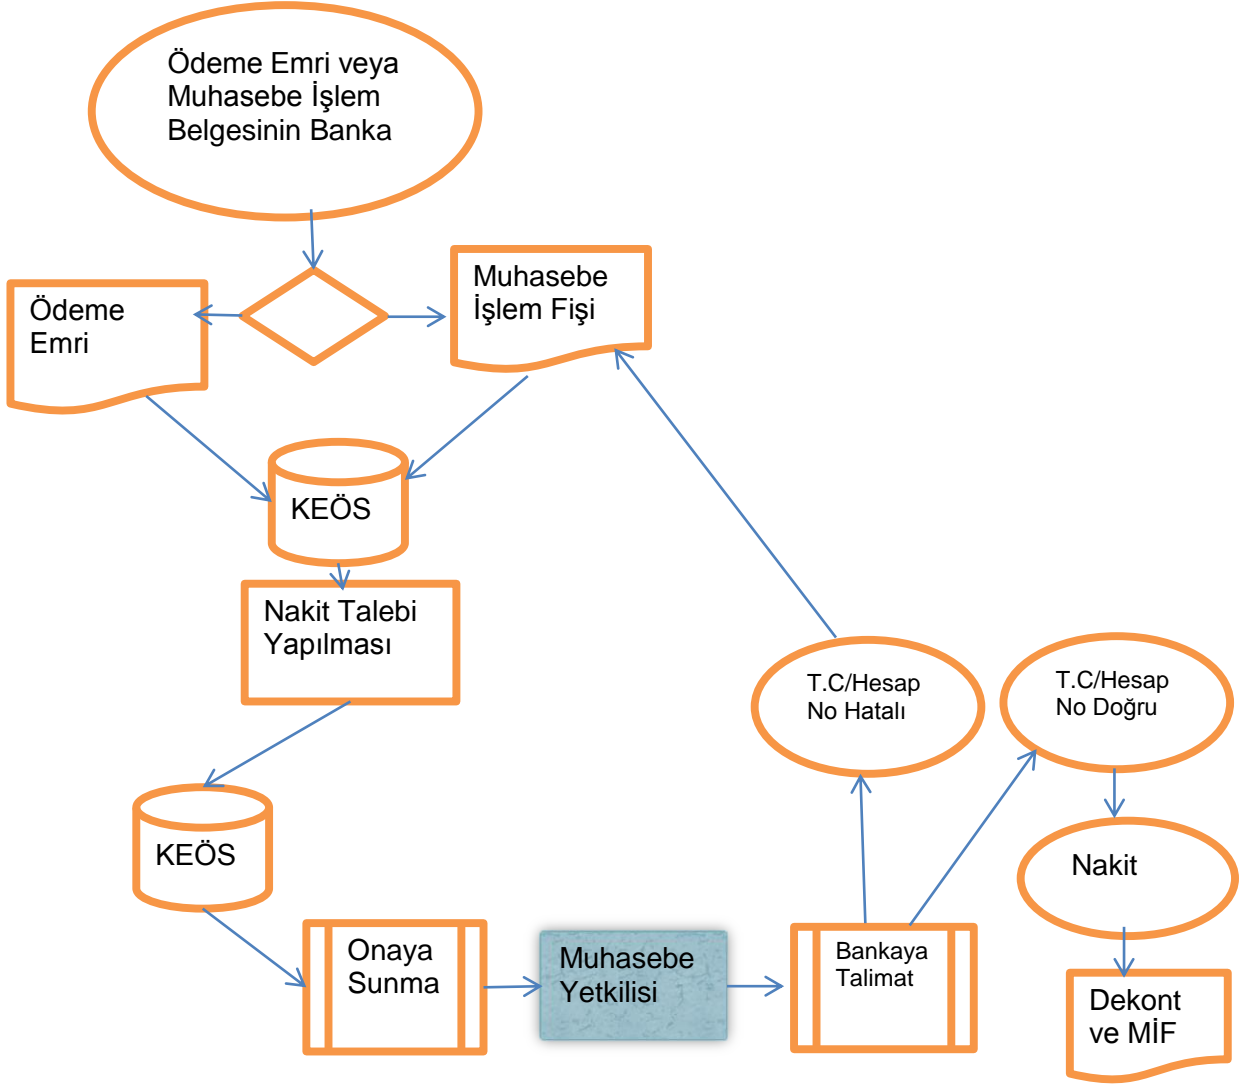 Ödeme Emri veya
Muhasebe İşlem
Belgesinin Banka
Ödeme
Emri
Muhasebe
İşlem Fişi
KEÖS
Nakit Talebi
Yapılması
T.C/Hesap
No Hatalı
T.C/Hesap
No Doğru
KEÖS
Nakit
Onaya
Sunma
Muhasebe
Yetkilisi
Bankaya
Talimat
Dekont
ve MİF